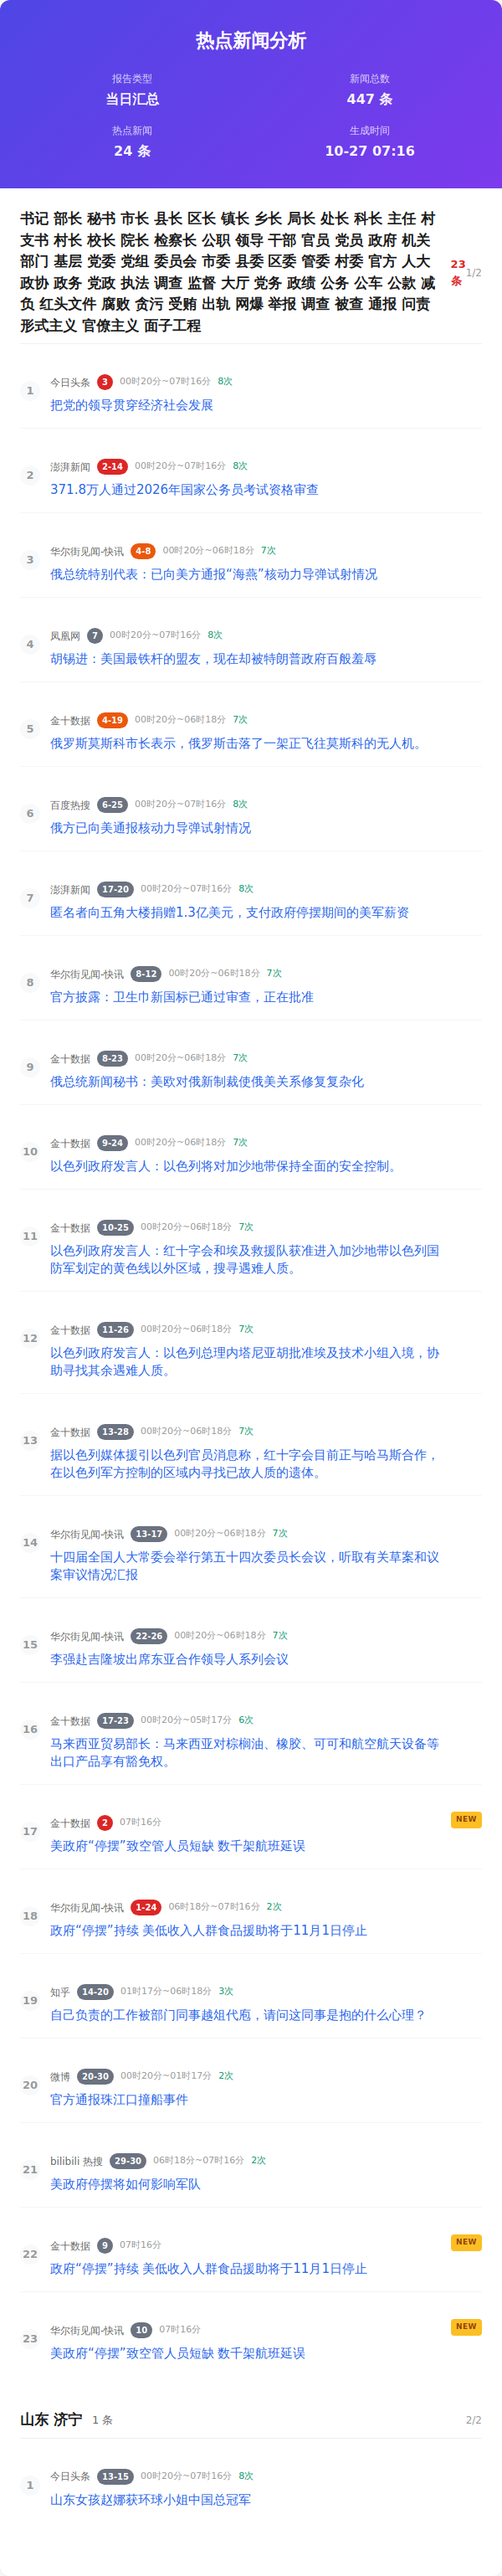 热点新闻分析
报告类型
新闻总数
当日汇总
447 条
热点新闻
生成时间
24 条
10-27 07:16
书记 部长 秘书 市长 县长 区长 镇长 乡长 局长 处长 科长 主任 村
支书 村长 校长 院长 检察长 公职 领导 干部 官员 党员 政府 机关
部门 基层 党委 党组 委员会 市委 县委 区委 管委 村委 官方 人大
政协 政务 党政 执法 调查 监督 大厅 党务 政绩 公务 公车 公款 减
负 红头文件 腐败 贪污 受贿 出轨 网爆 举报 调查 被查 通报 问责
形式主义 官僚主义 面子工程
23
条
1/2
1
今日头条 3 00时20分~07时16分 8次
把党的领导贯穿经济社会发展
2
澎湃新闻 2-14 00时20分~07时16分 8次
371.8万人通过2026年国家公务员考试资格审查
3
华尔街见闻-快讯 4-8 00时20分~06时18分 7次
俄总统特别代表：已向美方通报“海燕”核动力导弹试射情况
4
凤凰网 7 00时20分~07时16分 8次
胡锡进：美国最铁杆的盟友，现在却被特朗普政府百般羞辱
5
金十数据 4-19 00时20分~06时18分 7次
俄罗斯莫斯科市长表示，俄罗斯击落了一架正飞往莫斯科的无人机。
6
百度热搜 6-25 00时20分~07时16分 8次
俄方已向美通报核动力导弹试射情况
7
澎湃新闻 17-20 00时20分~07时16分 8次
匿名者向五角大楼捐赠1.3亿美元，支付政府停摆期间的美军薪资
8
华尔街见闻-快讯 8-12 00时20分~06时18分 7次
官方披露：卫生巾新国标已通过审查，正在批准
9
金十数据 8-23 00时20分~06时18分 7次
俄总统新闻秘书：美欧对俄新制裁使俄美关系修复复杂化
10
金十数据 9-24 00时20分~06时18分 7次
以色列政府发言人：以色列将对加沙地带保持全面的安全控制。
11
金十数据 10-25 00时20分~06时18分 7次
以色列政府发言人：红十字会和埃及救援队获准进入加沙地带以色列国
防军划定的黄色线以外区域，搜寻遇难人质。
12
金十数据 11-26 00时20分~06时18分 7次
以色列政府发言人：以色列总理内塔尼亚胡批准埃及技术小组入境，协
助寻找其余遇难人质。
13
金十数据 13-28 00时20分~06时18分 7次
据以色列媒体援引以色列官员消息称，红十字会目前正与哈马斯合作，
在以色列军方控制的区域内寻找已故人质的遗体。
14
华尔街见闻-快讯 13-17 00时20分~06时18分 7次
十四届全国人大常委会举行第五十四次委员长会议，听取有关草案和议
案审议情况汇报
15
华尔街见闻-快讯 22-26 00时20分~06时18分 7次
李强赴吉隆坡出席东亚合作领导人系列会议
16
金十数据 17-23 00时20分~05时17分 6次
马来西亚贸易部长：马来西亚对棕榈油、橡胶、可可和航空航天设备等
出口产品享有豁免权。
17
金十数据 2 07时16分
NEW
美政府“停摆”致空管人员短缺 数千架航班延误
18
华尔街见闻-快讯 1-24 06时18分~07时16分 2次
政府“停摆”持续 美低收入人群食品援助将于11月1日停止
19
知乎 14-20 01时17分~06时18分 3次
自己负责的工作被部门同事越俎代庖，请问这同事是抱的什么心理？
20
微博 20-30 00时20分~01时17分 2次
官方通报珠江口撞船事件
21
bilibili 热搜 29-30 06时18分~07时16分 2次
美政府停摆将如何影响军队
22
金十数据 9 07时16分
NEW
政府“停摆”持续 美低收入人群食品援助将于11月1日停止
23
华尔街见闻-快讯 10 07时16分
NEW
美政府“停摆”致空管人员短缺 数千架航班延误
山东 济宁 1 条
2/2
1
今日头条 13-15 00时20分~07时16分 8次
山东女孩赵娜获环球小姐中国总冠军